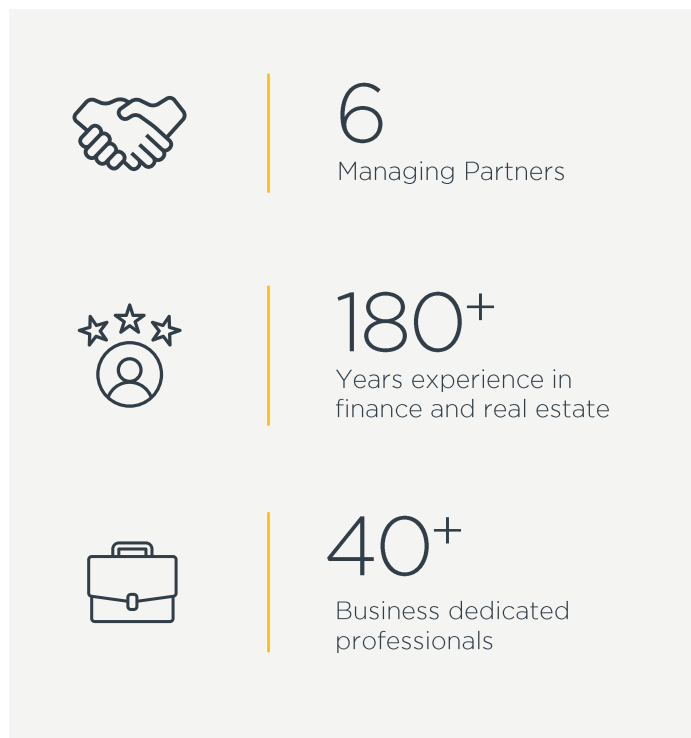 6
Managing Partners
180+
Years experience in
finance and real estate
40+
Business dedicated
professionals